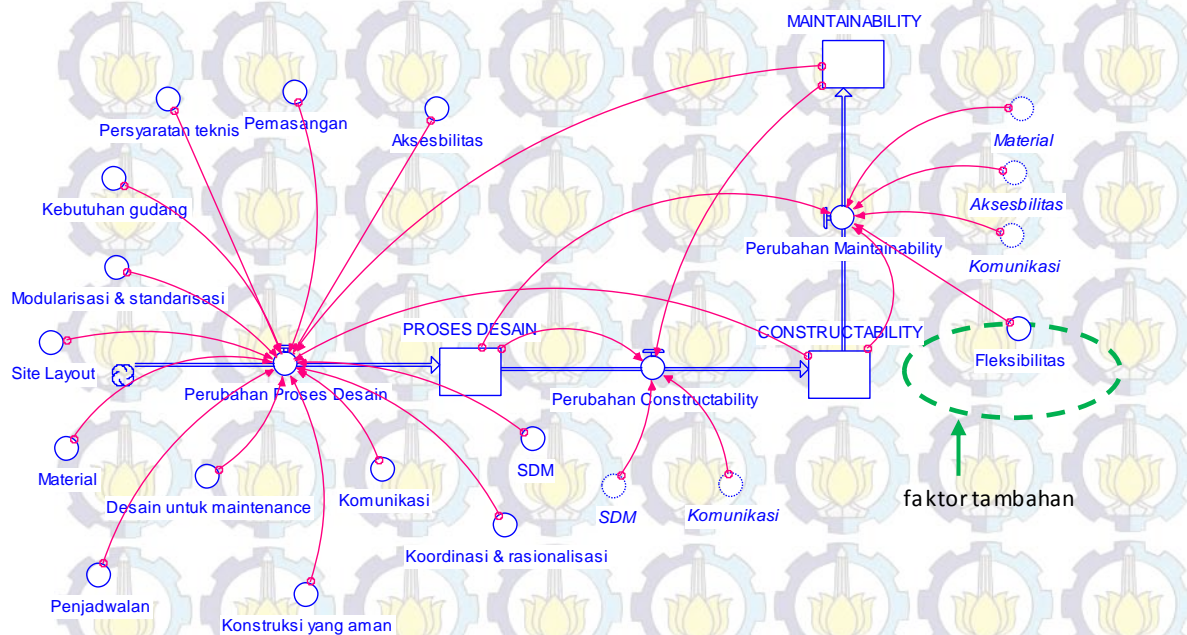 MAINTAINABILITY
Persyaratan teknis
Pemasangan
Aksesbilitas
Material
Kebutuhan gudang
Aksesbilitas
Perubahan Maintainability
Komunikasi
Modularisasi & standarisasi
PROSES DESAIN
CONSTRUCTABILITY
Site Layout
Fleksibilitas
Perubahan Proses Desain
Perubahan Constructability
Material
Desain untuk maintenance
Komunikasi
SDM
SDM
Komunikasi
faktor tambahan
Koordinasi & rasionalisasi
Penjadwalan
Konstruksi yang aman